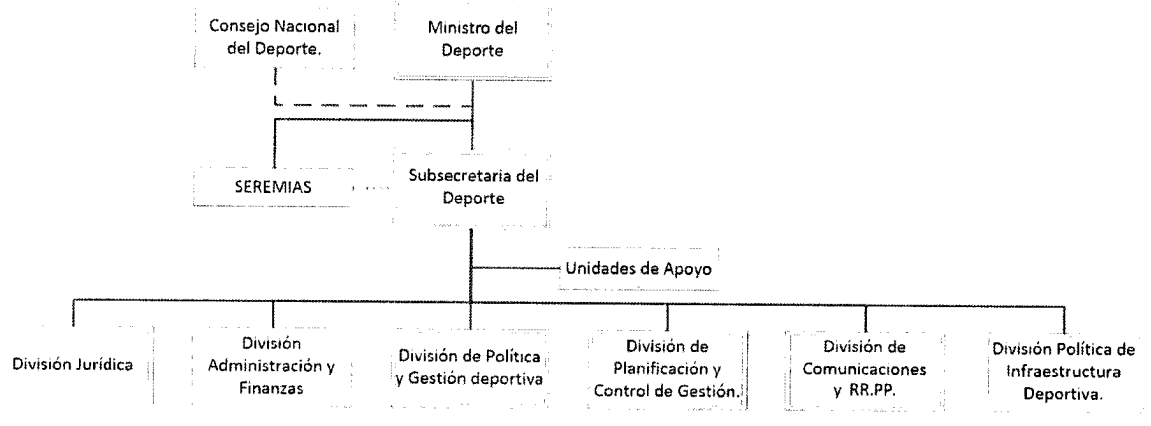 Consejo Nacional
del Deporte.
Ministro del
Deporte
SEREMIAS
Subsecretaria del
Deporte
Unidades de Apoyo
División Jurídica
División
Administración y
Finanzas
División de Política
y Gestión deportiva
División de
Planificación y
Control de Gestión.
División de
Comunicaciones
y RR.PP.
División Política de
Infraestructura
Deportiva.